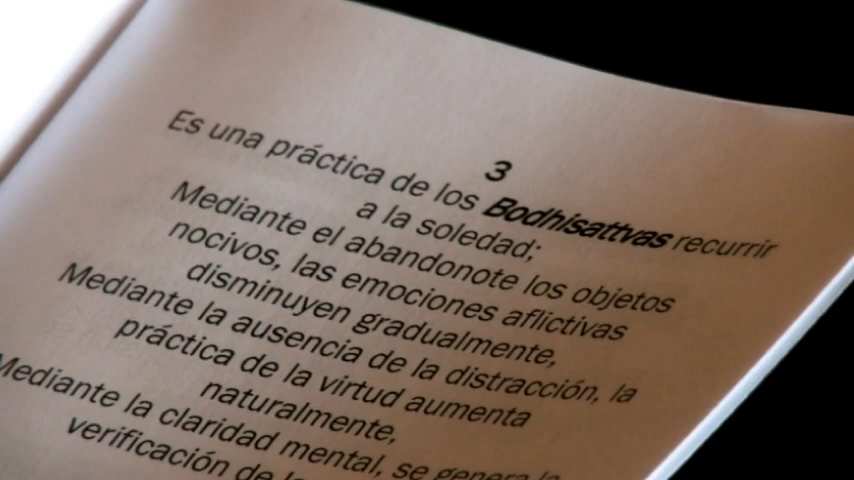 3
Es una práctica de los Bodhisattvas recurrir
a la soledad;
Mediante el abandonote los objetos
nocivos, las emociones aflictivas
disminuyen gradualmente,
Mediante la ausencia de la distracción, la
práctica de la virtud aumenta
naturalmente,
Mediante la claridad mental, se genera la
verificación de